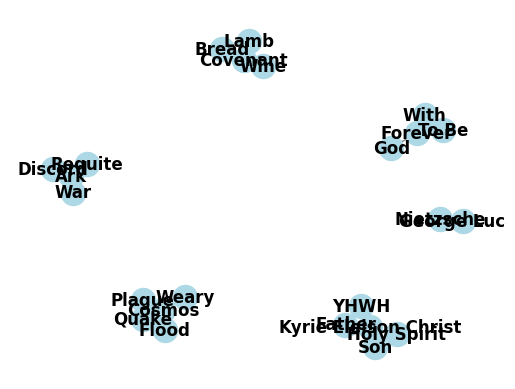 Lamb
Bread
Covenant
Wine
With
Forever
To Be
God
Discord
Requite
Ark
War
Nietzsche
George Luc
Plague
Weary
Cosmos
Quake
Flood
YHWH
Father
Kyrie Eleison Christ
Holy Spirit
Son